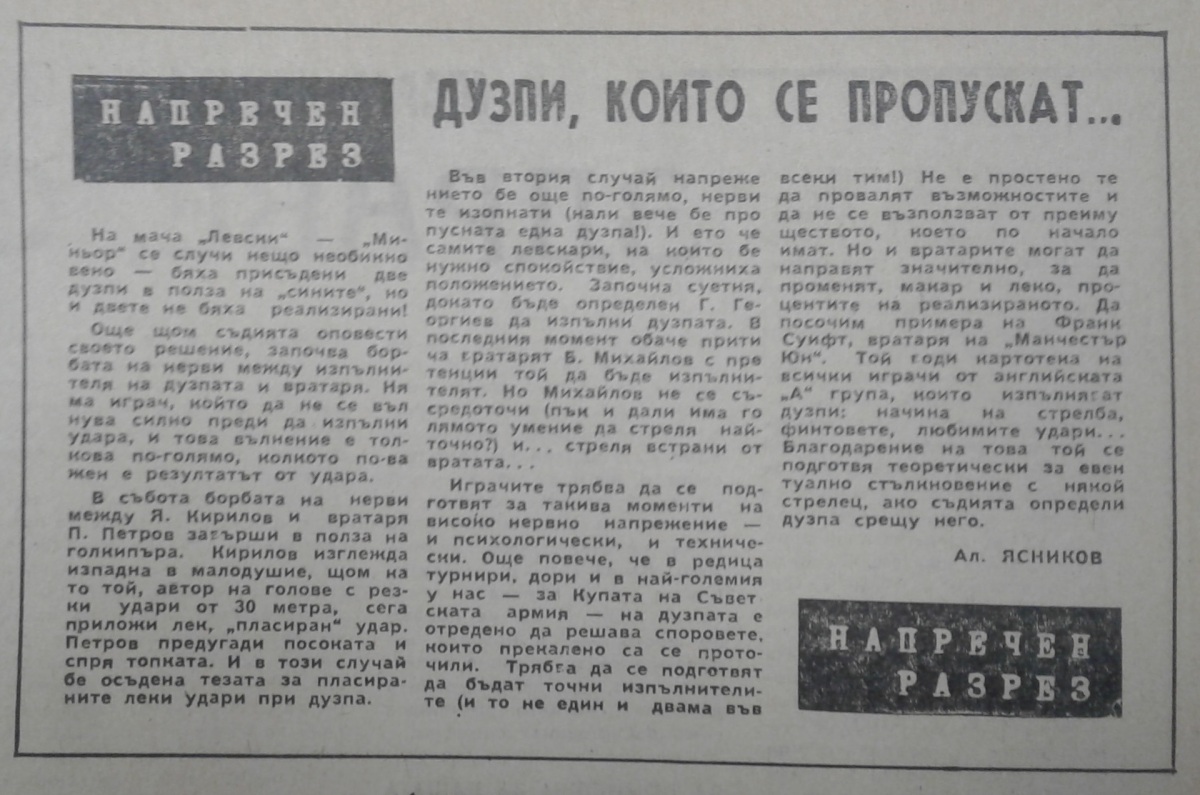 НАПРЕЧЕН
РАЗРЕЗ
ДУЗПИ, КОИТО СЕ ПРОПУСКАТ...
На мача „Левски“ — „Ми-
ньор“ се случи нещо необикно
вено — бяха присъдени две
дузпи в полза на „сините“, но
и двете не бяха реализирани!
Още щом съдията оповести
своето решение, започва бор-
бата на нерви между изпълни-
теля на дузпата и вратаря. Ня
ма играч, който да не се въл
нува силно преди да изпълни
удара, и това вълнение е тол-
кова по-голямо, колкото по-ва
жен е резултатът от удара.
В събота борбата на нерви
между Я. Кирилов и вратаря
П. Петров завърши в полза на
голкипъра. Кирилов изглежда
изпадна в малодушие, щом на
то той, автор на голове с рез-
ки удари от 30 метра, сега
приложи лек, „пласиран“ удар.
Петров предугади посоката и
спря топката. И в този случай
бе осъдена тезата за пласира-
ните леки удари при дузпа.
Във втория случай напреже
нието бе още по-голямо, нерви
те изопнати (нали вече бе про
пусната една дузпа!). И ето че
самите левскари, на които бе
нужно спокойствие, усложниха
положението. Започна суетня,
докато бъде определен Г. Ге-
оргиев да изпълни дузпата. В
последния момент обаче прити
ча вратарят Б. Михайлов с пре
тенции той да бъде изпълни-
телят. Но Михайлов не се съ-
средоточи (пък и дали има го
лямото умение да стреля най-
точно?) и... стреля встрани от
вратата...
Играчите трябва да се под-
готвят за такива моменти на
високо нервно напрежение —
и психологически, и техниче-
ски. Още повече, че в редица
турнири, дори и в най-големия
у нас — за Купата на Съвет
ската армия — на дузпата е
отредено да решава споровете,
които прекалено са се прото-
чили. Трябва да се подготвят
да бъдат точни изпълнители-
те (и то не един и двама във
всеки тим!) Не е простено те
да провалят възможностите и
да не се възползват от преиму
ществото, което по начало
имат. Но и вратарите могат да
направят значително, за да
променят, макар и леко, про-
центите на реализираното. Да
посочим примера на Франк
Суифт, вратаря на „Манчестър
Юн“. Той води картотека на
всички играчи от английската
„А“ група, които изпълняват
дузпи: начина на стрелба,
финтовете, любимите удари...
Благодарение на това той се
подготвя теоретически за евен
туално стълкновение с някой
стрелец, ако съдията определи
дузпа срещу него.
Ал. ЯСНИКОВ
НАПРЕЧЕН
РАЗРЕЗ